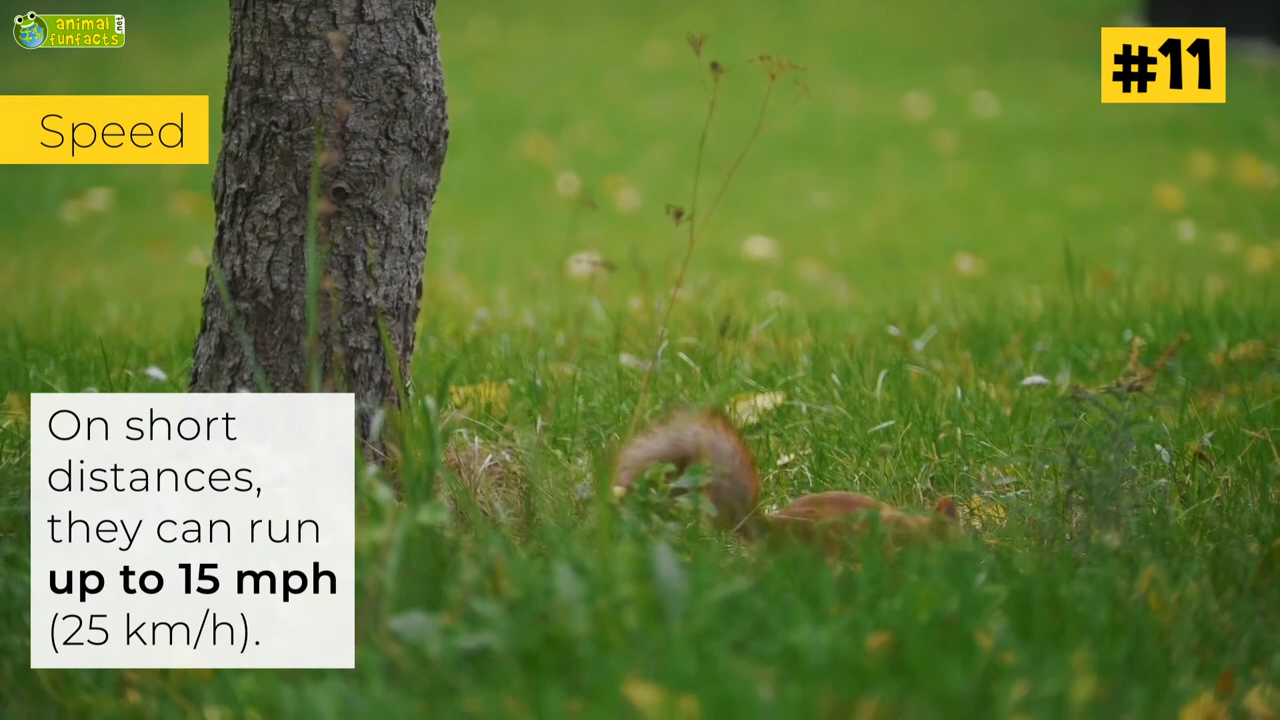 animal
funfacts
.net
#11
Speed
On short
distances,
they can run
up to 15 mph
(25 km/h).